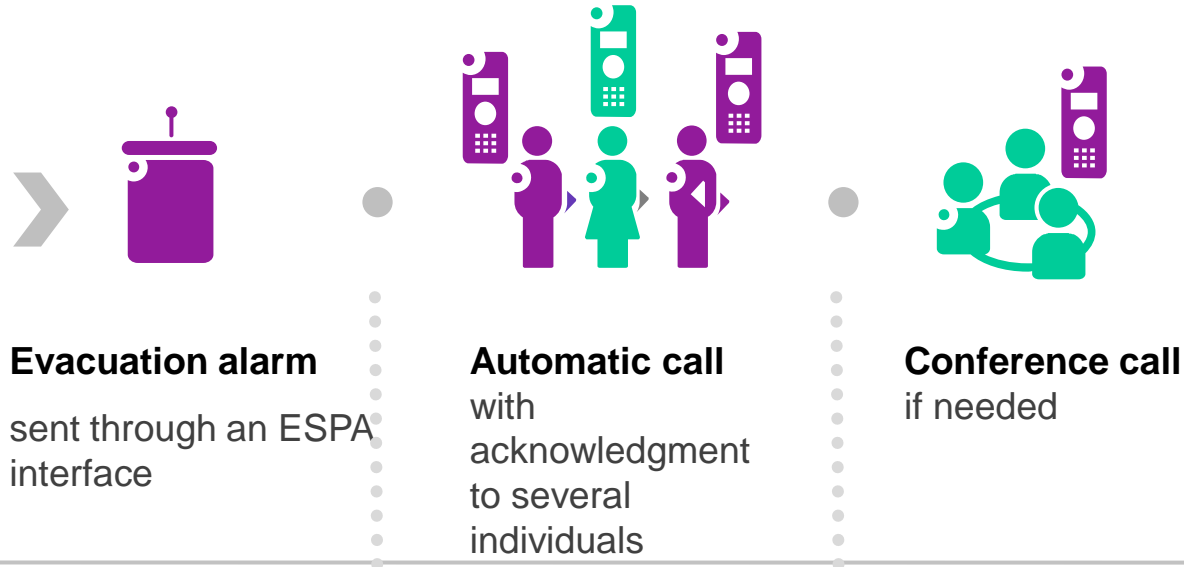 Evacuation alarm
sent through an ESPA
interface
Automatic call
with
acknowledgment
to several
individuals
Conference call
if needed